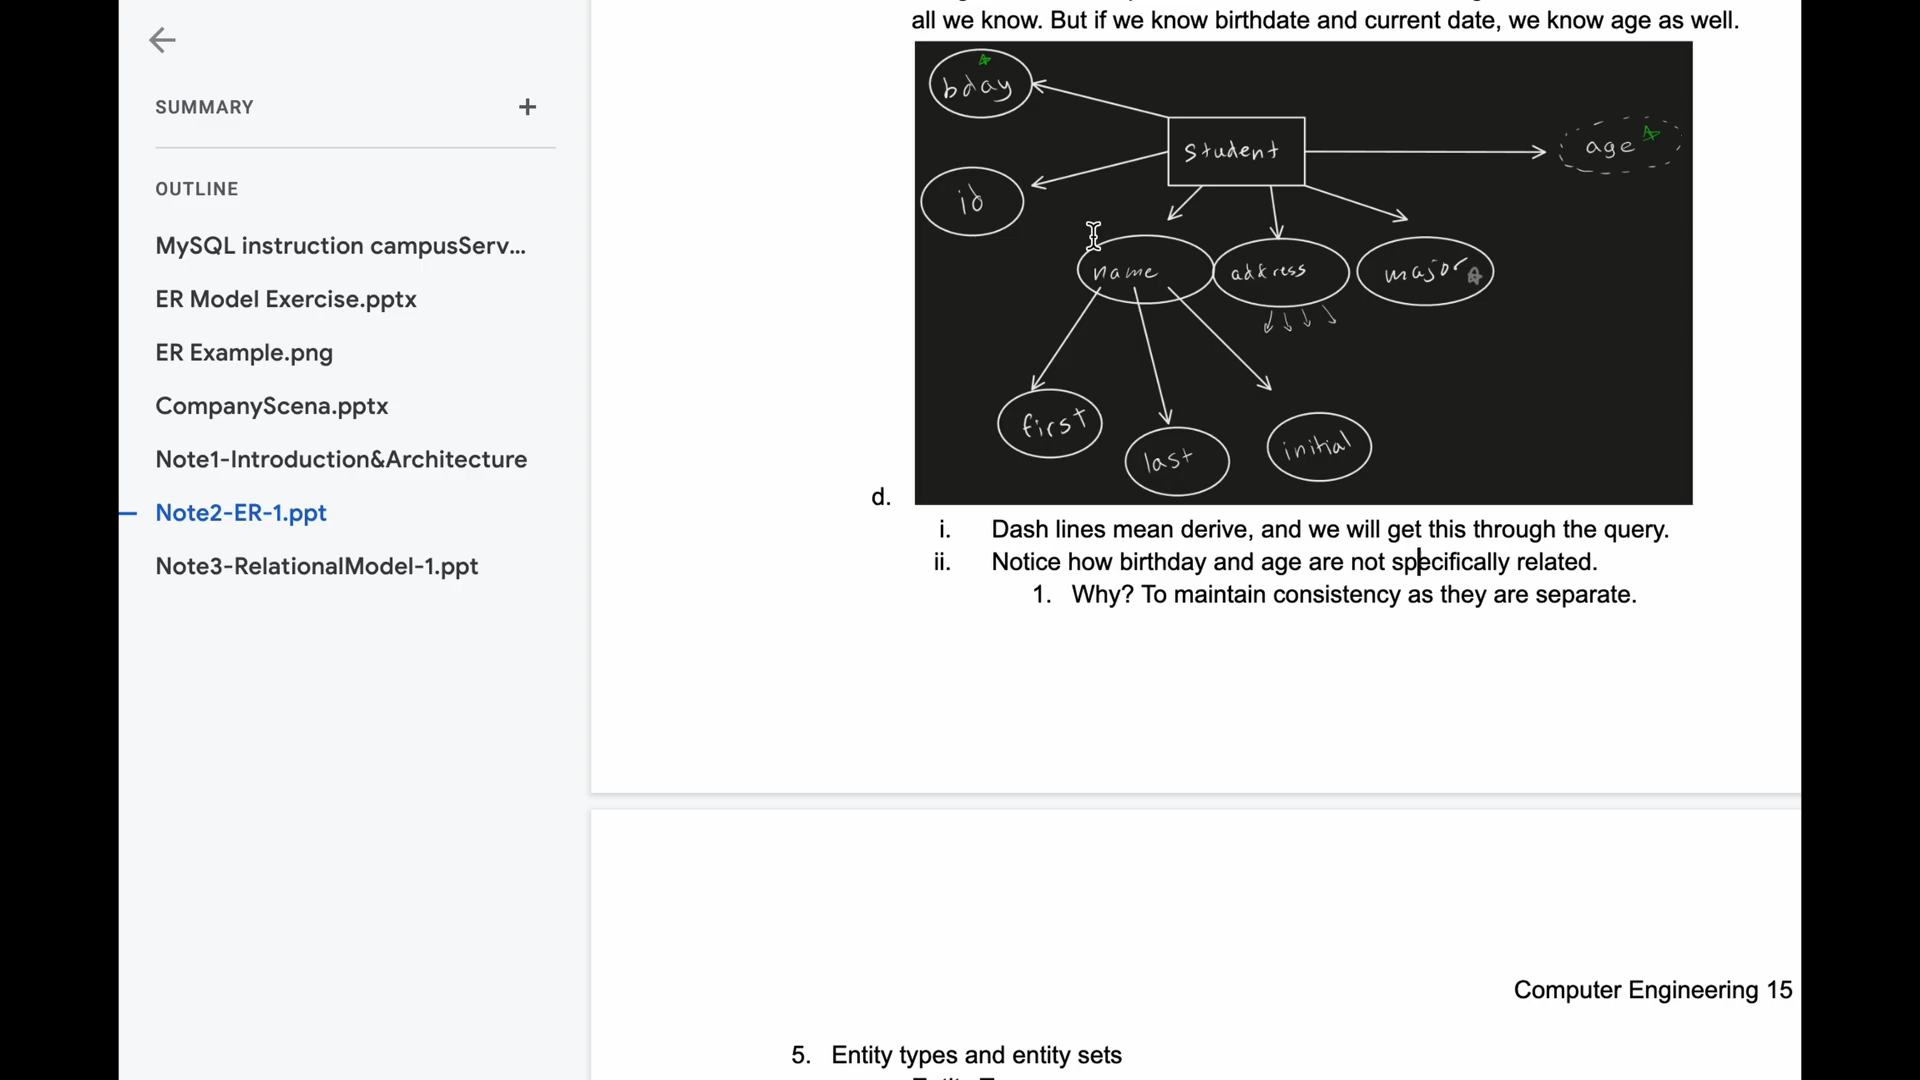 SUMMARY
+
OUTLINE
MySQL instruction campusServ...
ER Model Exercise.pptx
ER Example.png
CompanyScena.pptx
Note1-Introduction&Architecture
Note2-ER-1.ppt
Note3-RelationalModel-1.ppt
all we know. But if we know birthdate and current date, we know age as well.
bday
student
age
id
name
address
major
first
last
initial
d.
i. Dash lines mean derive, and we will get this through the query.
ii. Notice how birthday and age are not specifically related.
1. Why? To maintain consistency as they are separate.
Computer Engineering 15
5. Entity types and entity sets